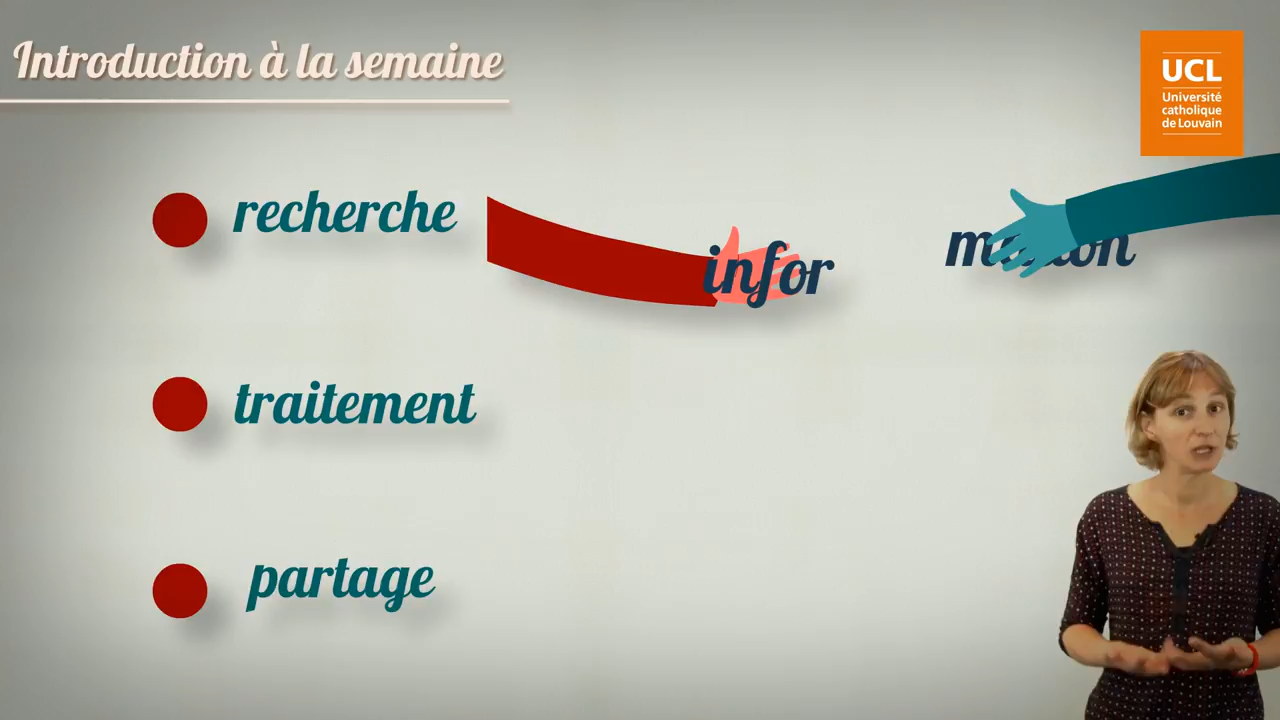 Introduction à la semaine
UCL
Université
catholique
de Louvain
recherche
infor
traitement
partage